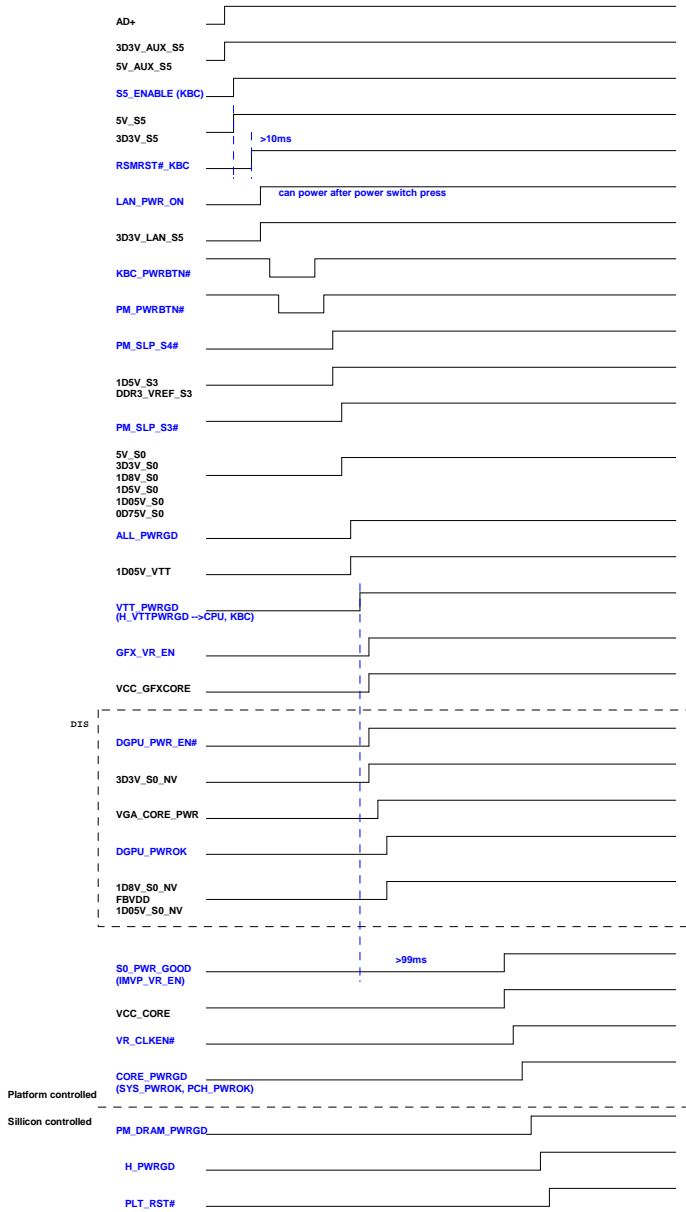 AD+
3D3V_AUX_S5
5V_AUX_S5
S5_ENABLE (KBC)
5V_S5
3D3V_S5
>10ms
RSMRST#_KBC
can power after power switch press
LAN_PWR_ON
3D3V_LAN_S5
KBC_PWRBTN#
PM_PWRBTN#
PM_SLP_S4#
1D5V_S3
DDR3_VREF_S3
PM_SLP_S3#
5V_S0
3D3V_S0
1D8V_S0
1D5V_S0
1D05V_S0
0D75V_S0
ALL_PWRGD
1D05V_VTT
VTT_PWRGD
(H_VTTPWRGD -->CPU, KBC)
GFX_VR_EN
VCC_GFXCORE
DIS
DGPU_PWR_EN#
3D3V_S0_NV
VGA_CORE_PWR
DGPU_PWROK
1D8V_S0_NV
FBVDD
1D05V_S0_NV
>99ms
S0_PWR_GOOD
(IMVP_VR_EN)
VCC_CORE
VR_CLKEN#
CORE_PWRGD
(SYS_PWROK, PCH_PWROK)
Platform controlled
Sillicon controlled
PM_DRAM_PWRGD
H_PWRGD
PLT_RST#